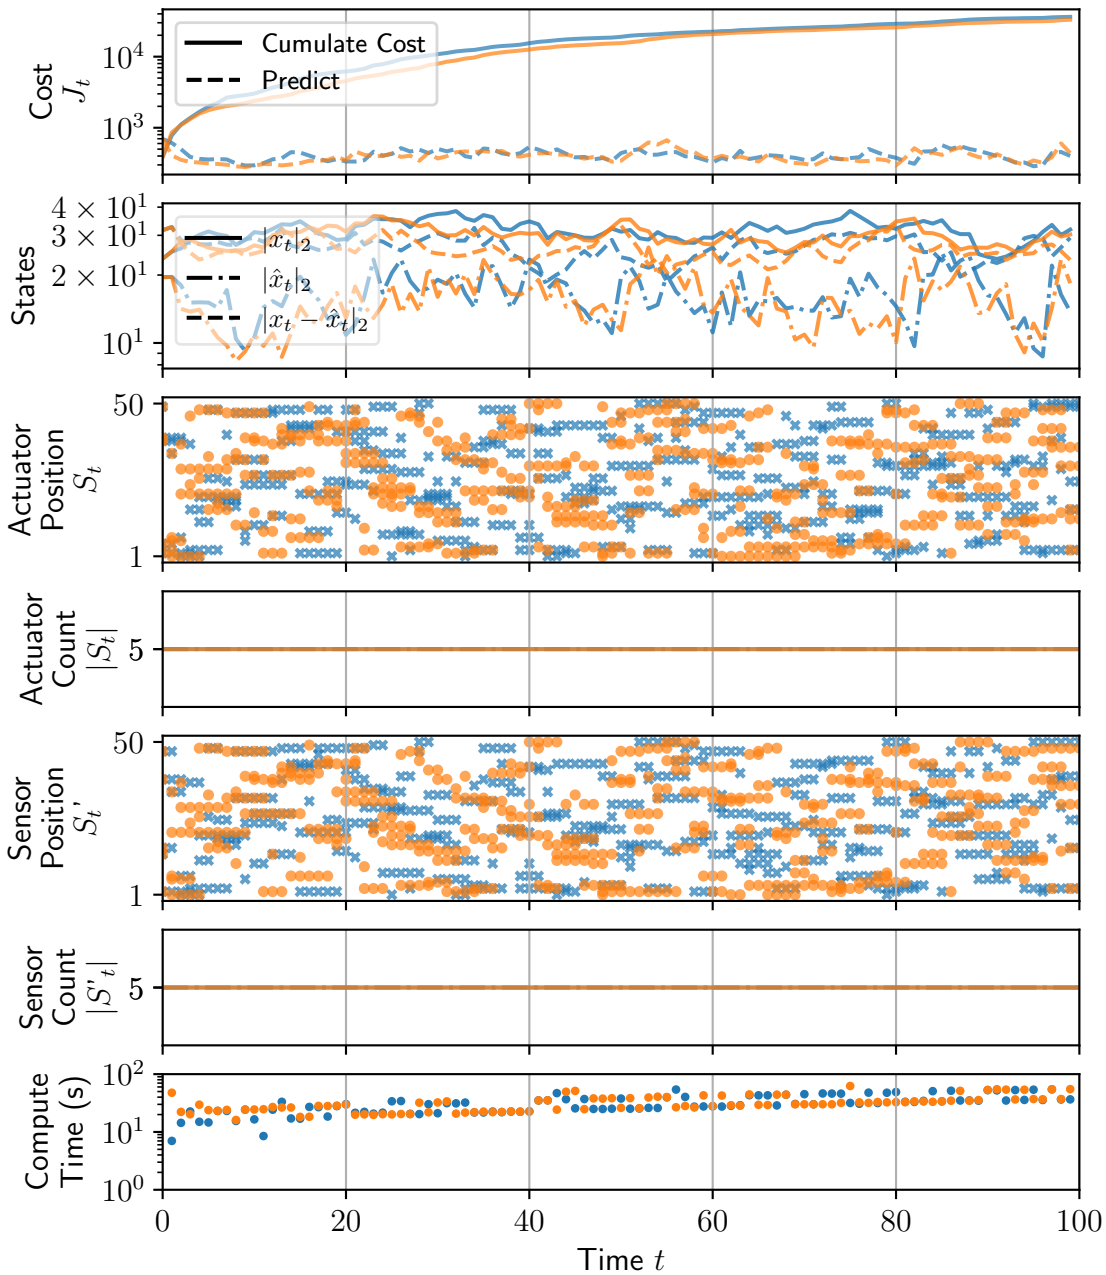 Cost
J_t
10^4
10^3
Cumulate Cost
Predict
States
4 × 10^1
3 × 10^1
2 × 10^1
10^1
|x_t|_2
|x̂_t|_2
|x_t − x̂_t|_2
Actuator
Position
S_t
50
1
Actuator
Count
|S_t|
5
Sensor
Position
S_t'
50
1
Sensor
Count
|S'_t|
5
Compute
Time (s)
10^2
10^1
10^0
0 20 40 60 80 100
Time t